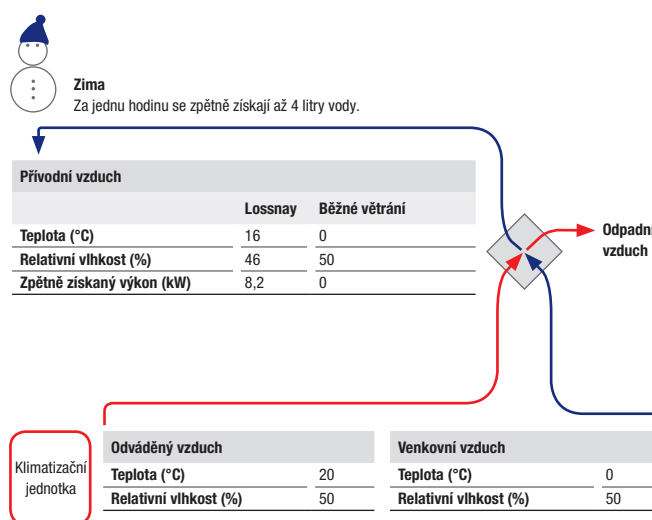 Zima
Za jednu hodinu se zpětně získají až 4 litry vody.
Přívodní vzduch
Lossnay Běžné větrání
Teplota (°C) 16 0
Relativní vlhkost (%) 46 50
Zpětně získaný výkon (kW) 8,2 0
Odpadní
vzduch
Klimatizační
jednotka
Odváděný vzduch
Teplota (°C) 20
Relativní vlhkost (%) 50
Venkovní vzduch
Teplota (°C) 0
Relativní vlhkost (%) 50